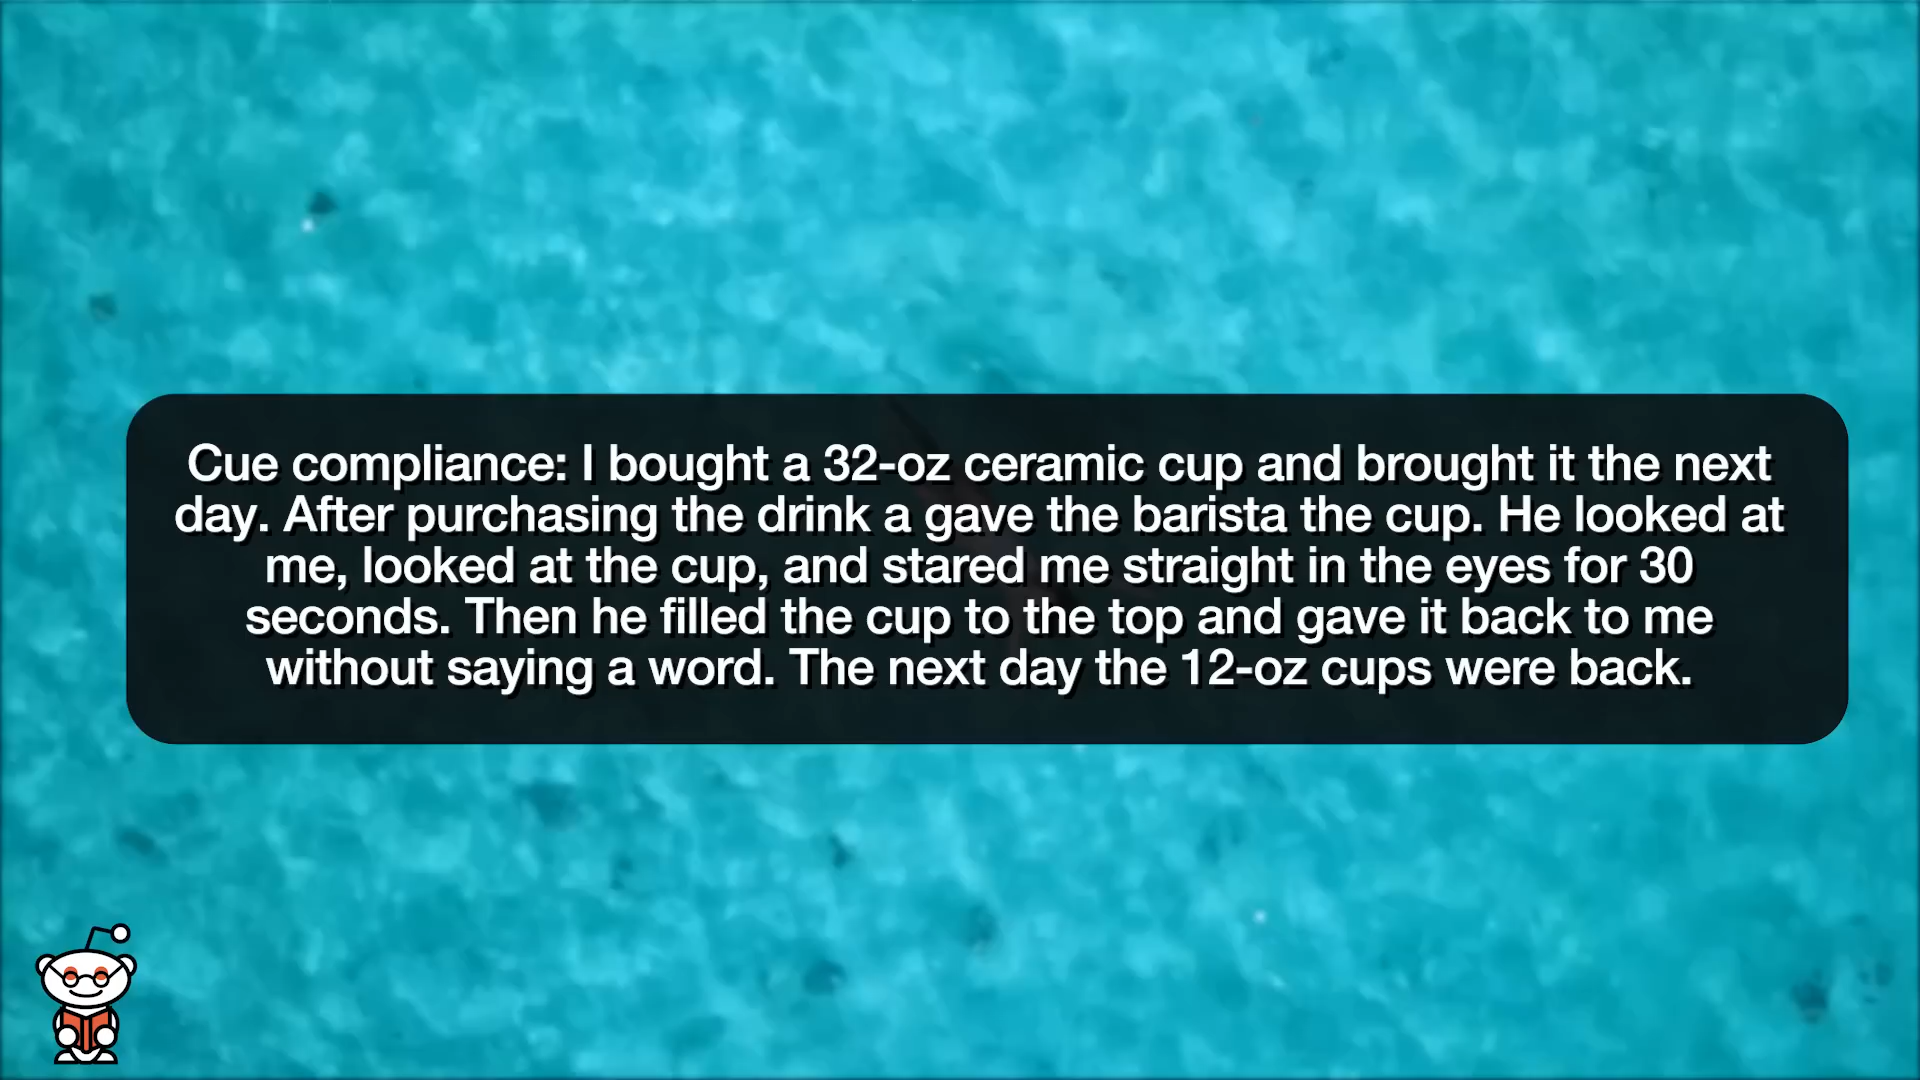 Cue compliance: I bought a 32-oz ceramic cup and brought it the next
day. After purchasing the drink a gave the barista the cup. He looked at
me, looked at the cup, and stared me straight in the eyes for 30
seconds. Then he filled the cup to the top and gave it back to me
without saying a word. The next day the 12-oz cups were back.